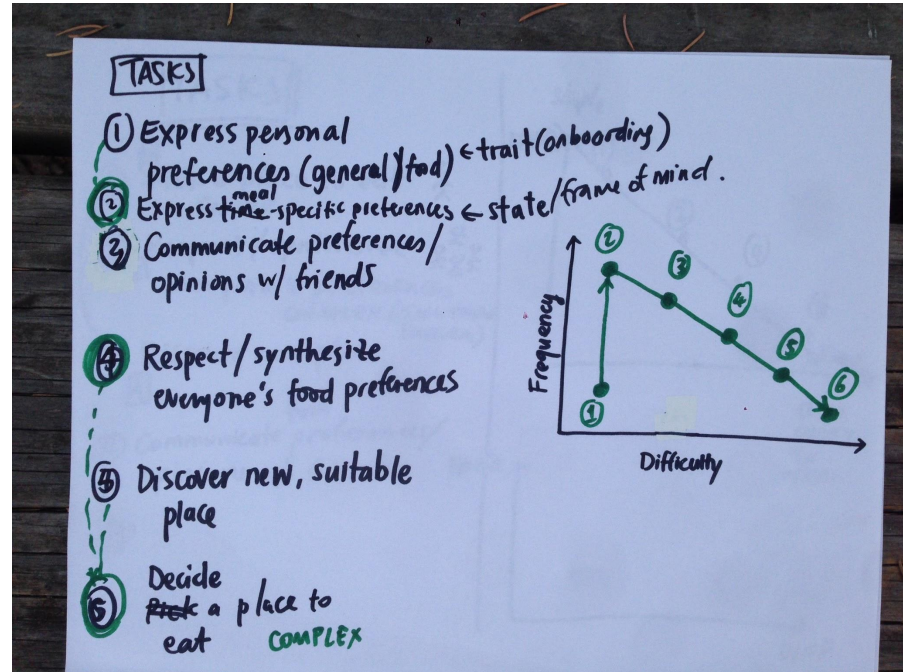 TASKS
① Express personal
preferences (general/food) ← trait (onboarding)
meal
② Express time-specific preferences ← state/frame of mind.
③ Communicate preferences/
opinions w/ friends
④ Respect/synthesize
everyone's food preferences
Discover new, suitable
place
Decide
Pick a place to
eat COMPLEX
Frequency
②
③
④
⑤
⑥
①
Difficulty